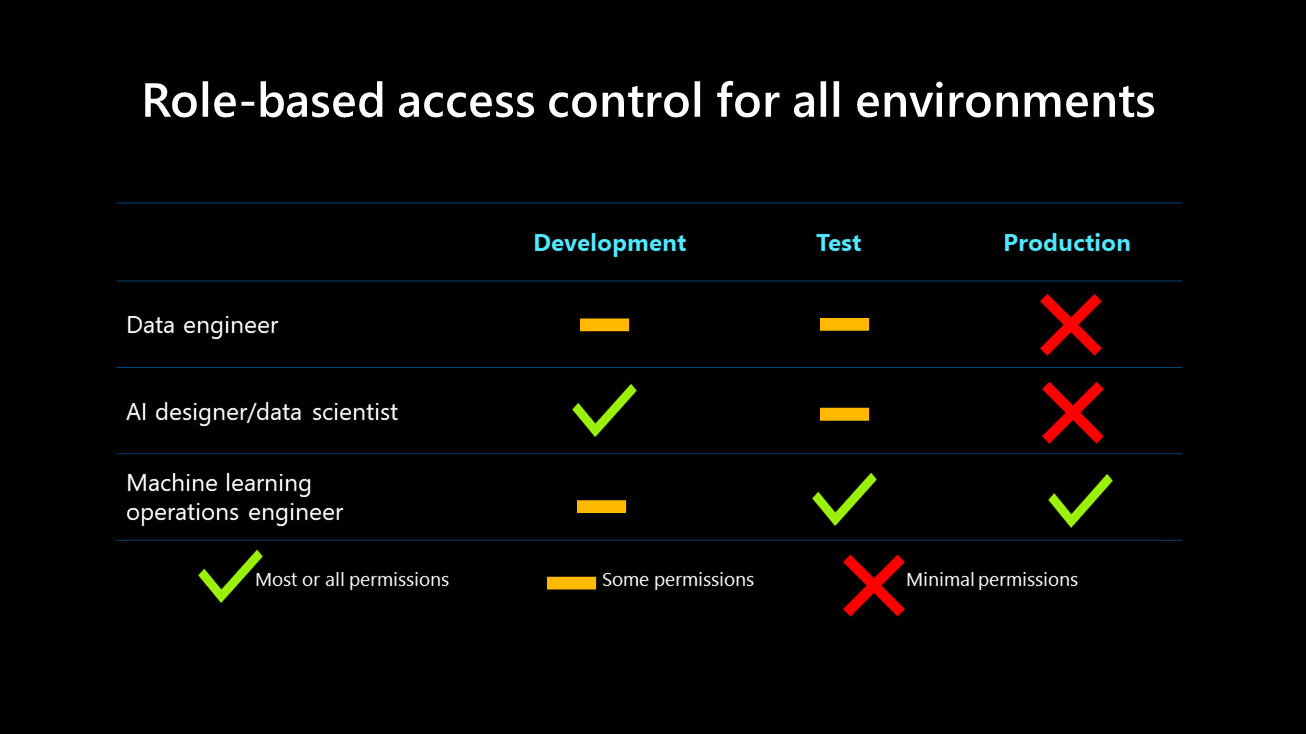 Role-based access control for all environments
Development Test Production
Data engineer
AI designer/data scientist
Machine learning
operations engineer
Most or all permissions Some permissions Minimal permissions